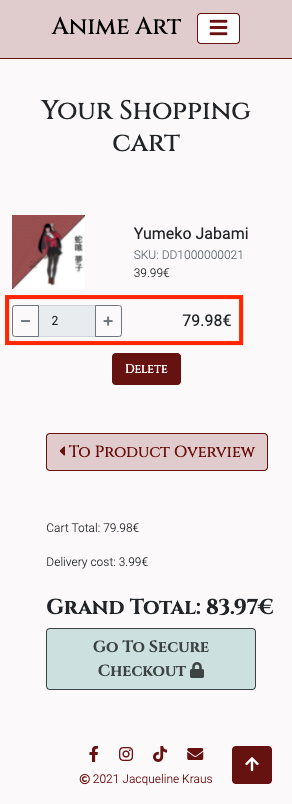 Anime Art
Your Shopping
cart
蛇喰
夢子
Yumeko Jabami
SKU: DD1000000021
39.99€
− 2 + 79.98€
Delete
To Product Overview
Cart Total: 79.98€
Delivery cost: 3.99€
Grand Total: 83.97€
Go To Secure
Checkout
© 2021 Jacqueline Kraus